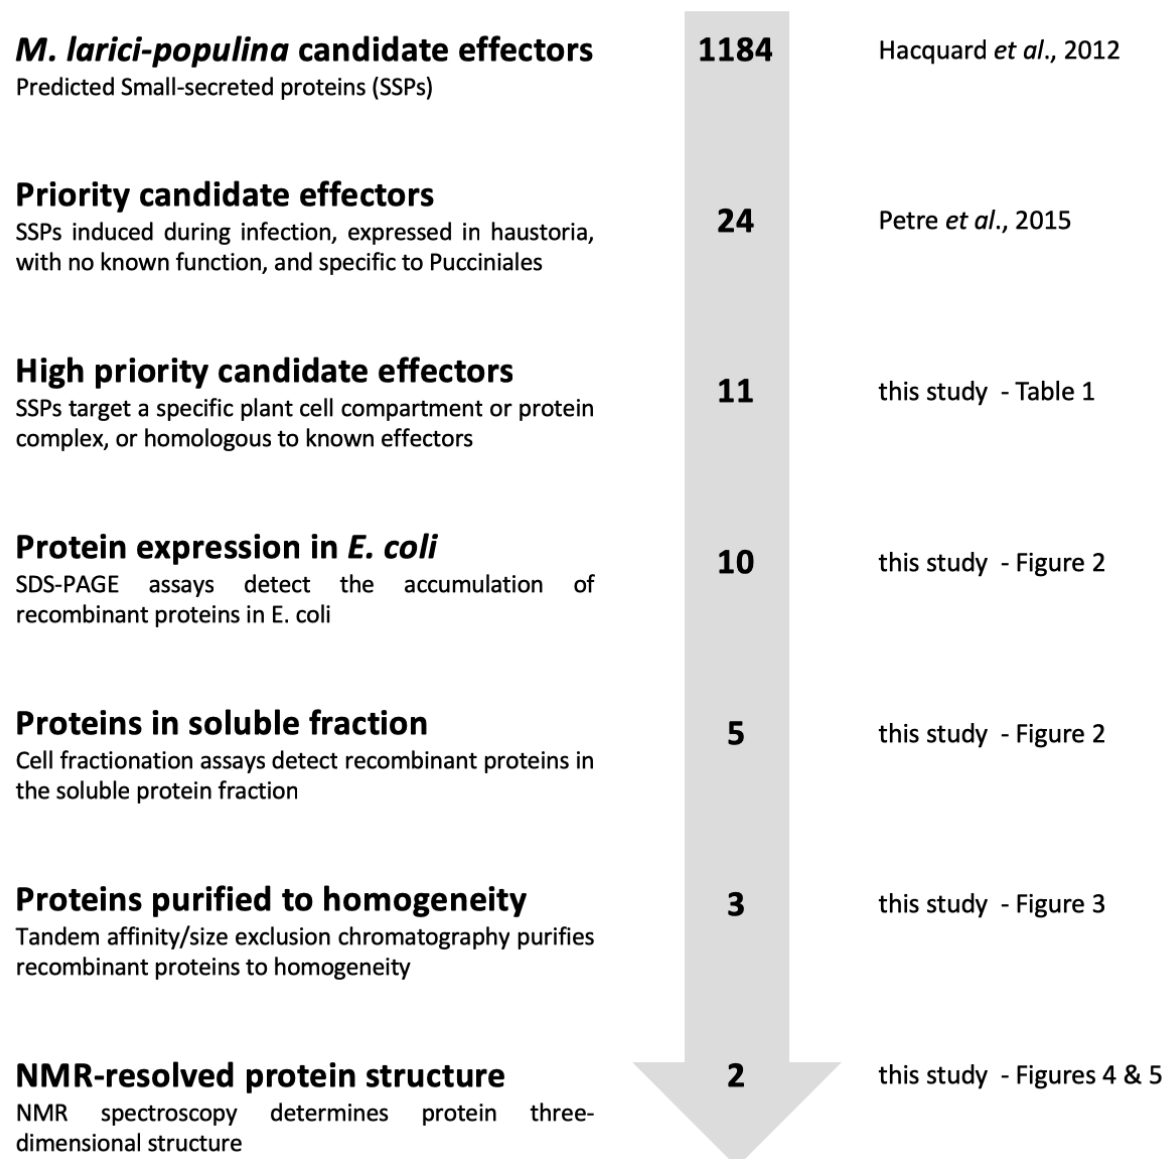 M. larici-populina candidate effectors 1184 Hacquard et al., 2012
Predicted Small-secreted proteins (SSPs)
Priority candidate effectors
24 Petre et al., 2015
SSPs induced during infection, expressed in haustoria,
with no known function, and specific to Pucciniales
High priority candidate effectors
11 this study - Table 1
SSPs target a specific plant cell compartment or protein
complex, or homologous to known effectors
Protein expression in E. coli
10 this study - Figure 2
SDS-PAGE assays detect the accumulation of
recombinant proteins in E. coli
Proteins in soluble fraction
5 this study - Figure 2
Cell fractionation assays detect recombinant proteins in
the soluble protein fraction
Proteins purified to homogeneity 3 this study - Figure 3
Tandem affinity/size exclusion chromatography purifies
recombinant proteins to homogeneity
NMR-resolved protein structure 2 this study - Figures 4 & 5
NMR spectroscopy determines protein three-
dimensional structure